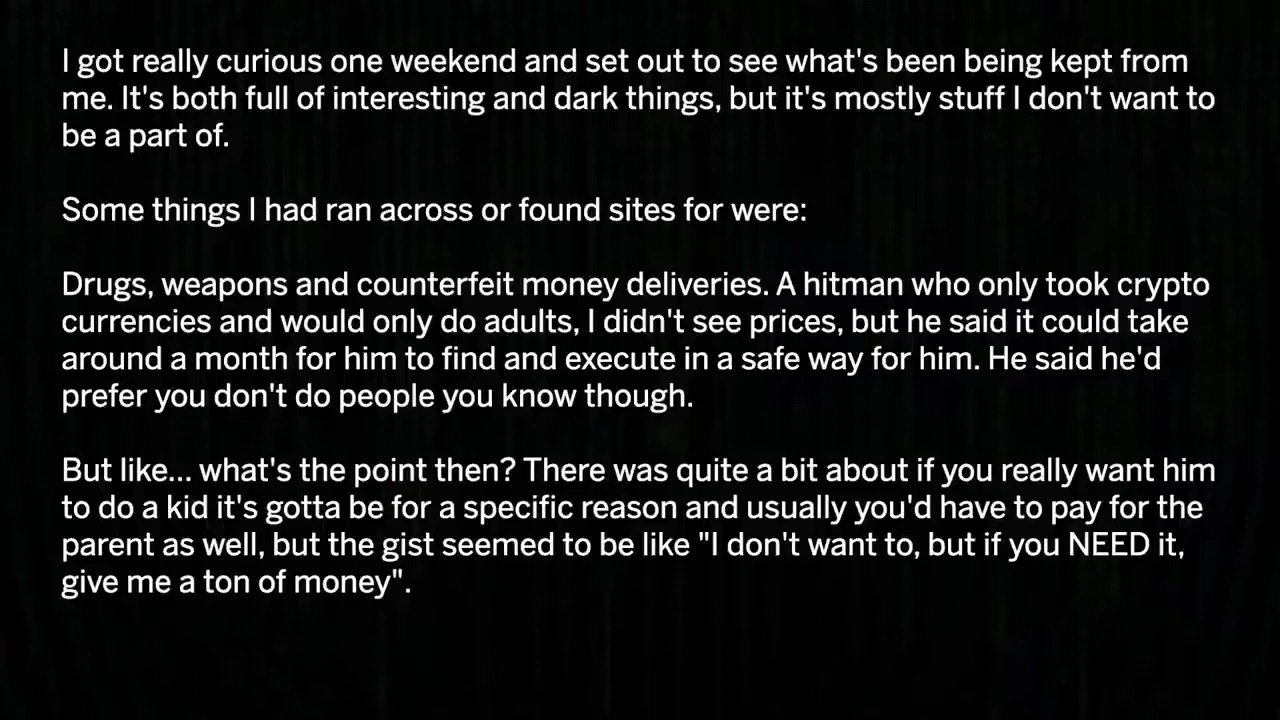 I got really curious one weekend and set out to see what's been being kept from
me. It's both full of interesting and dark things, but it's mostly stuff I don't want to
be a part of.
Some things I had ran across or found sites for were:
Drugs, weapons and counterfeit money deliveries. A hitman who only took crypto
currencies and would only do adults, I didn't see prices, but he said it could take
around a month for him to find and execute in a safe way for him. He said he'd
prefer you don't do people you know though.
But like... what's the point then? There was quite a bit about if you really want him
to do a kid it's gotta be for a specific reason and usually you'd have to pay for the
parent as well, but the gist seemed to be like "I don't want to, but if you NEED it,
give me a ton of money".